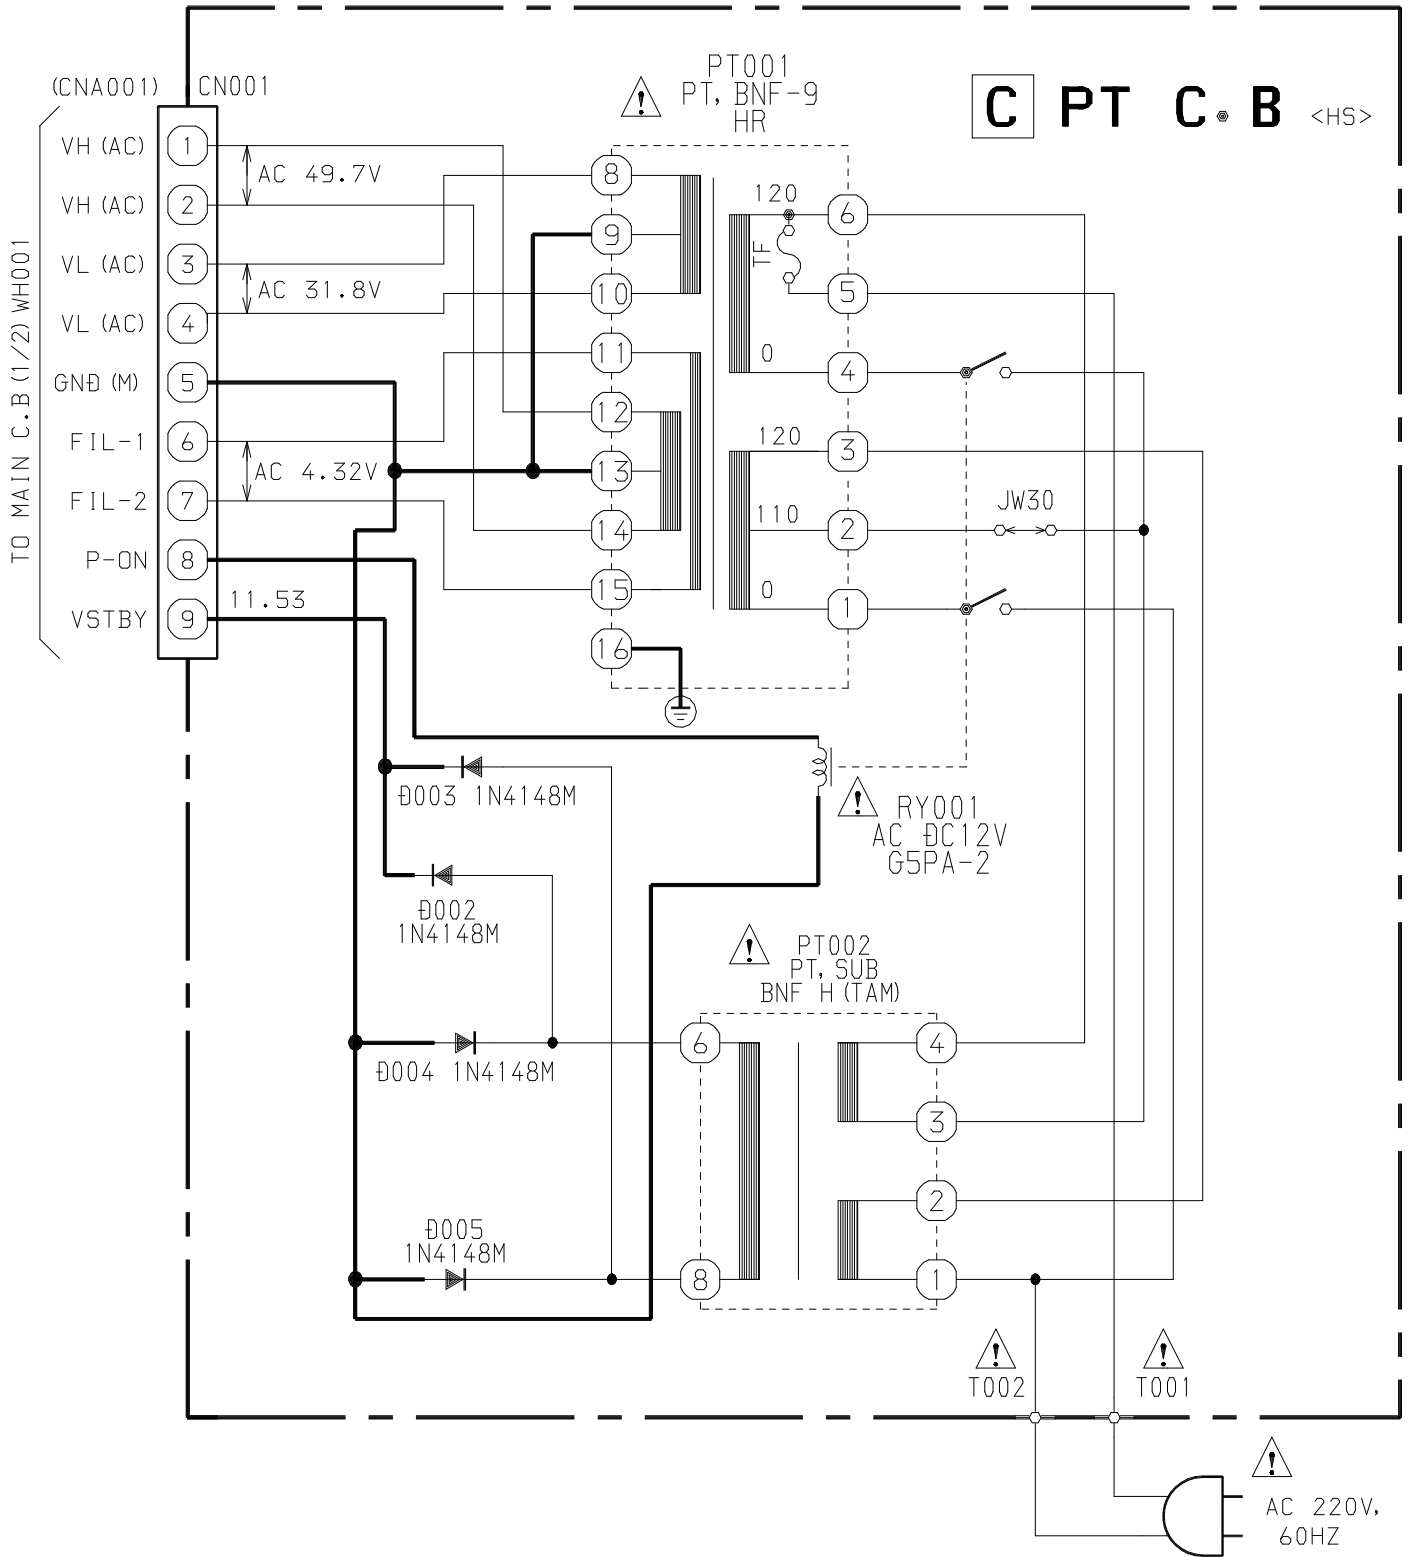 C PT C.B <HS>
PT001
PT, BNF-9
HR
(CNA001) CN001
TO MAIN C.B (1/2) WH001
VH (AC) 1
VH (AC) 2
VL (AC) 3
VL (AC) 4
GND (M) 5
FIL-1 6
FIL-2 7
P-ON 8
VSTBY 9
AC 49.7V
AC 31.8V
AC 4.32V
11.53
8
9
10
11
12
13
14
15
16
120
TF
0
120
110
0
6
5
4
3
2
1
JW30
D003 1N4148M
D002
1N4148M
D004 1N4148M
D005
1N4148M
RY001
AC DC12V
G5PA-2
PT002
PT, SUB
BNF H (TAM)
6
8
4
3
2
1
T002
T001
AC 220V,
60HZ